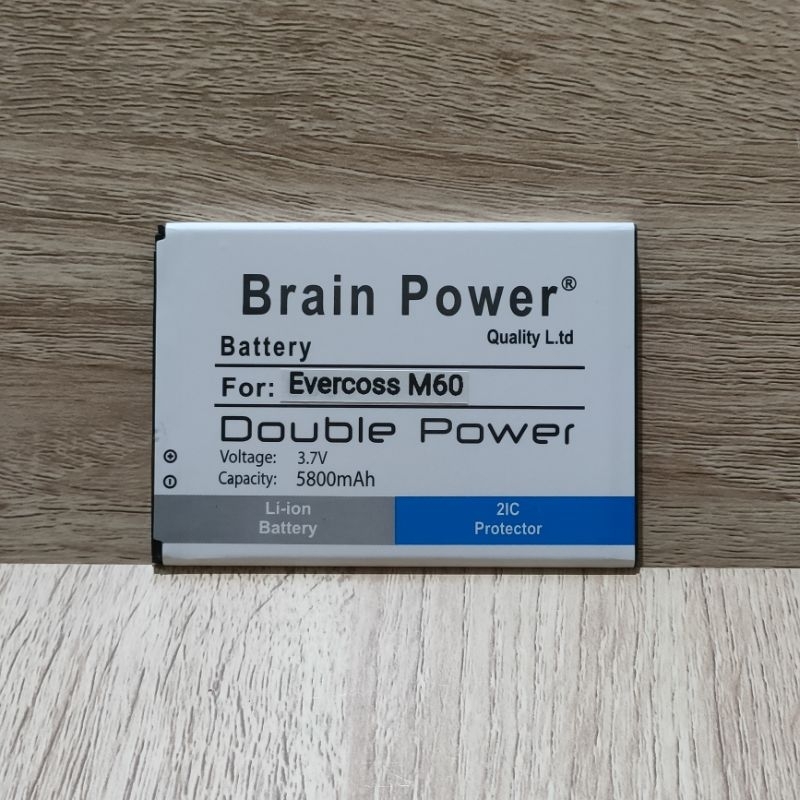 Brain Power®
Quality L.td
Battery
For: Evercoss M60
Double Power
Voltage: 3.7V
Capacity: 5800mAh
Li-ion
Battery
2IC
Protector